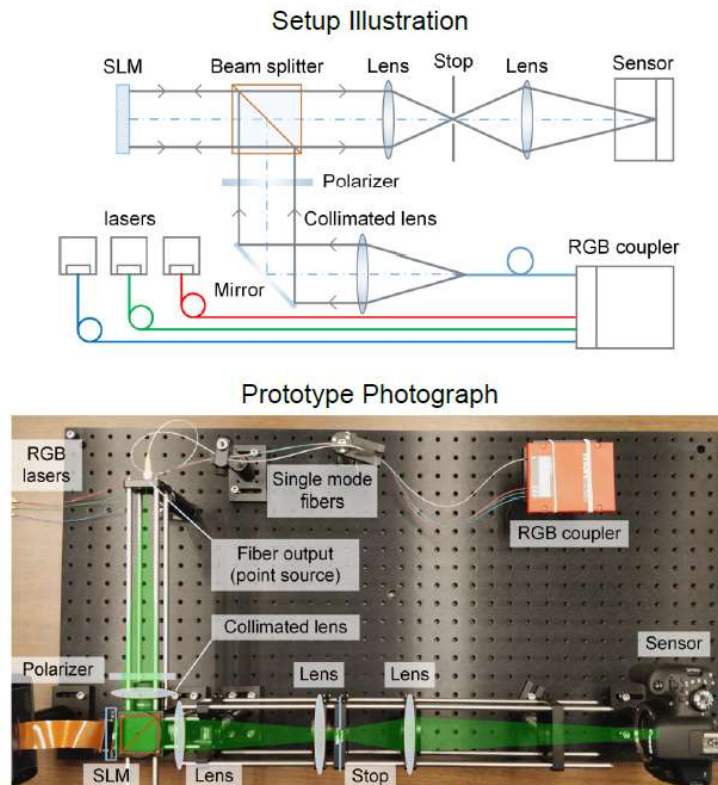 Setup Illustration
SLM
Beam splitter
Lens
Stop
Lens
Sensor
Polarizer
lasers
Collimated lens
RGB coupler
Mirror
Prototype Photograph
RGB
lasers
Single mode
fibers
RGB coupler
Fiber output
(point source)
Collimated lens
Sensor
Polarizer
Lens
Lens
SLM
Lens
Stop